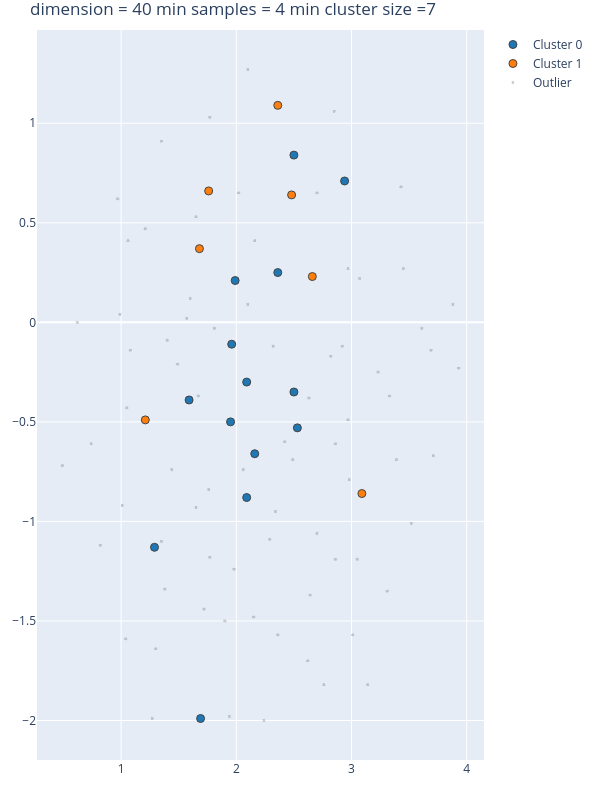 dimension = 40 min samples = 4 min cluster size =7
Cluster 0
Cluster 1
Outlier
1
0.5
0
−0.5
−1
−1.5
−2
1
2
3
4